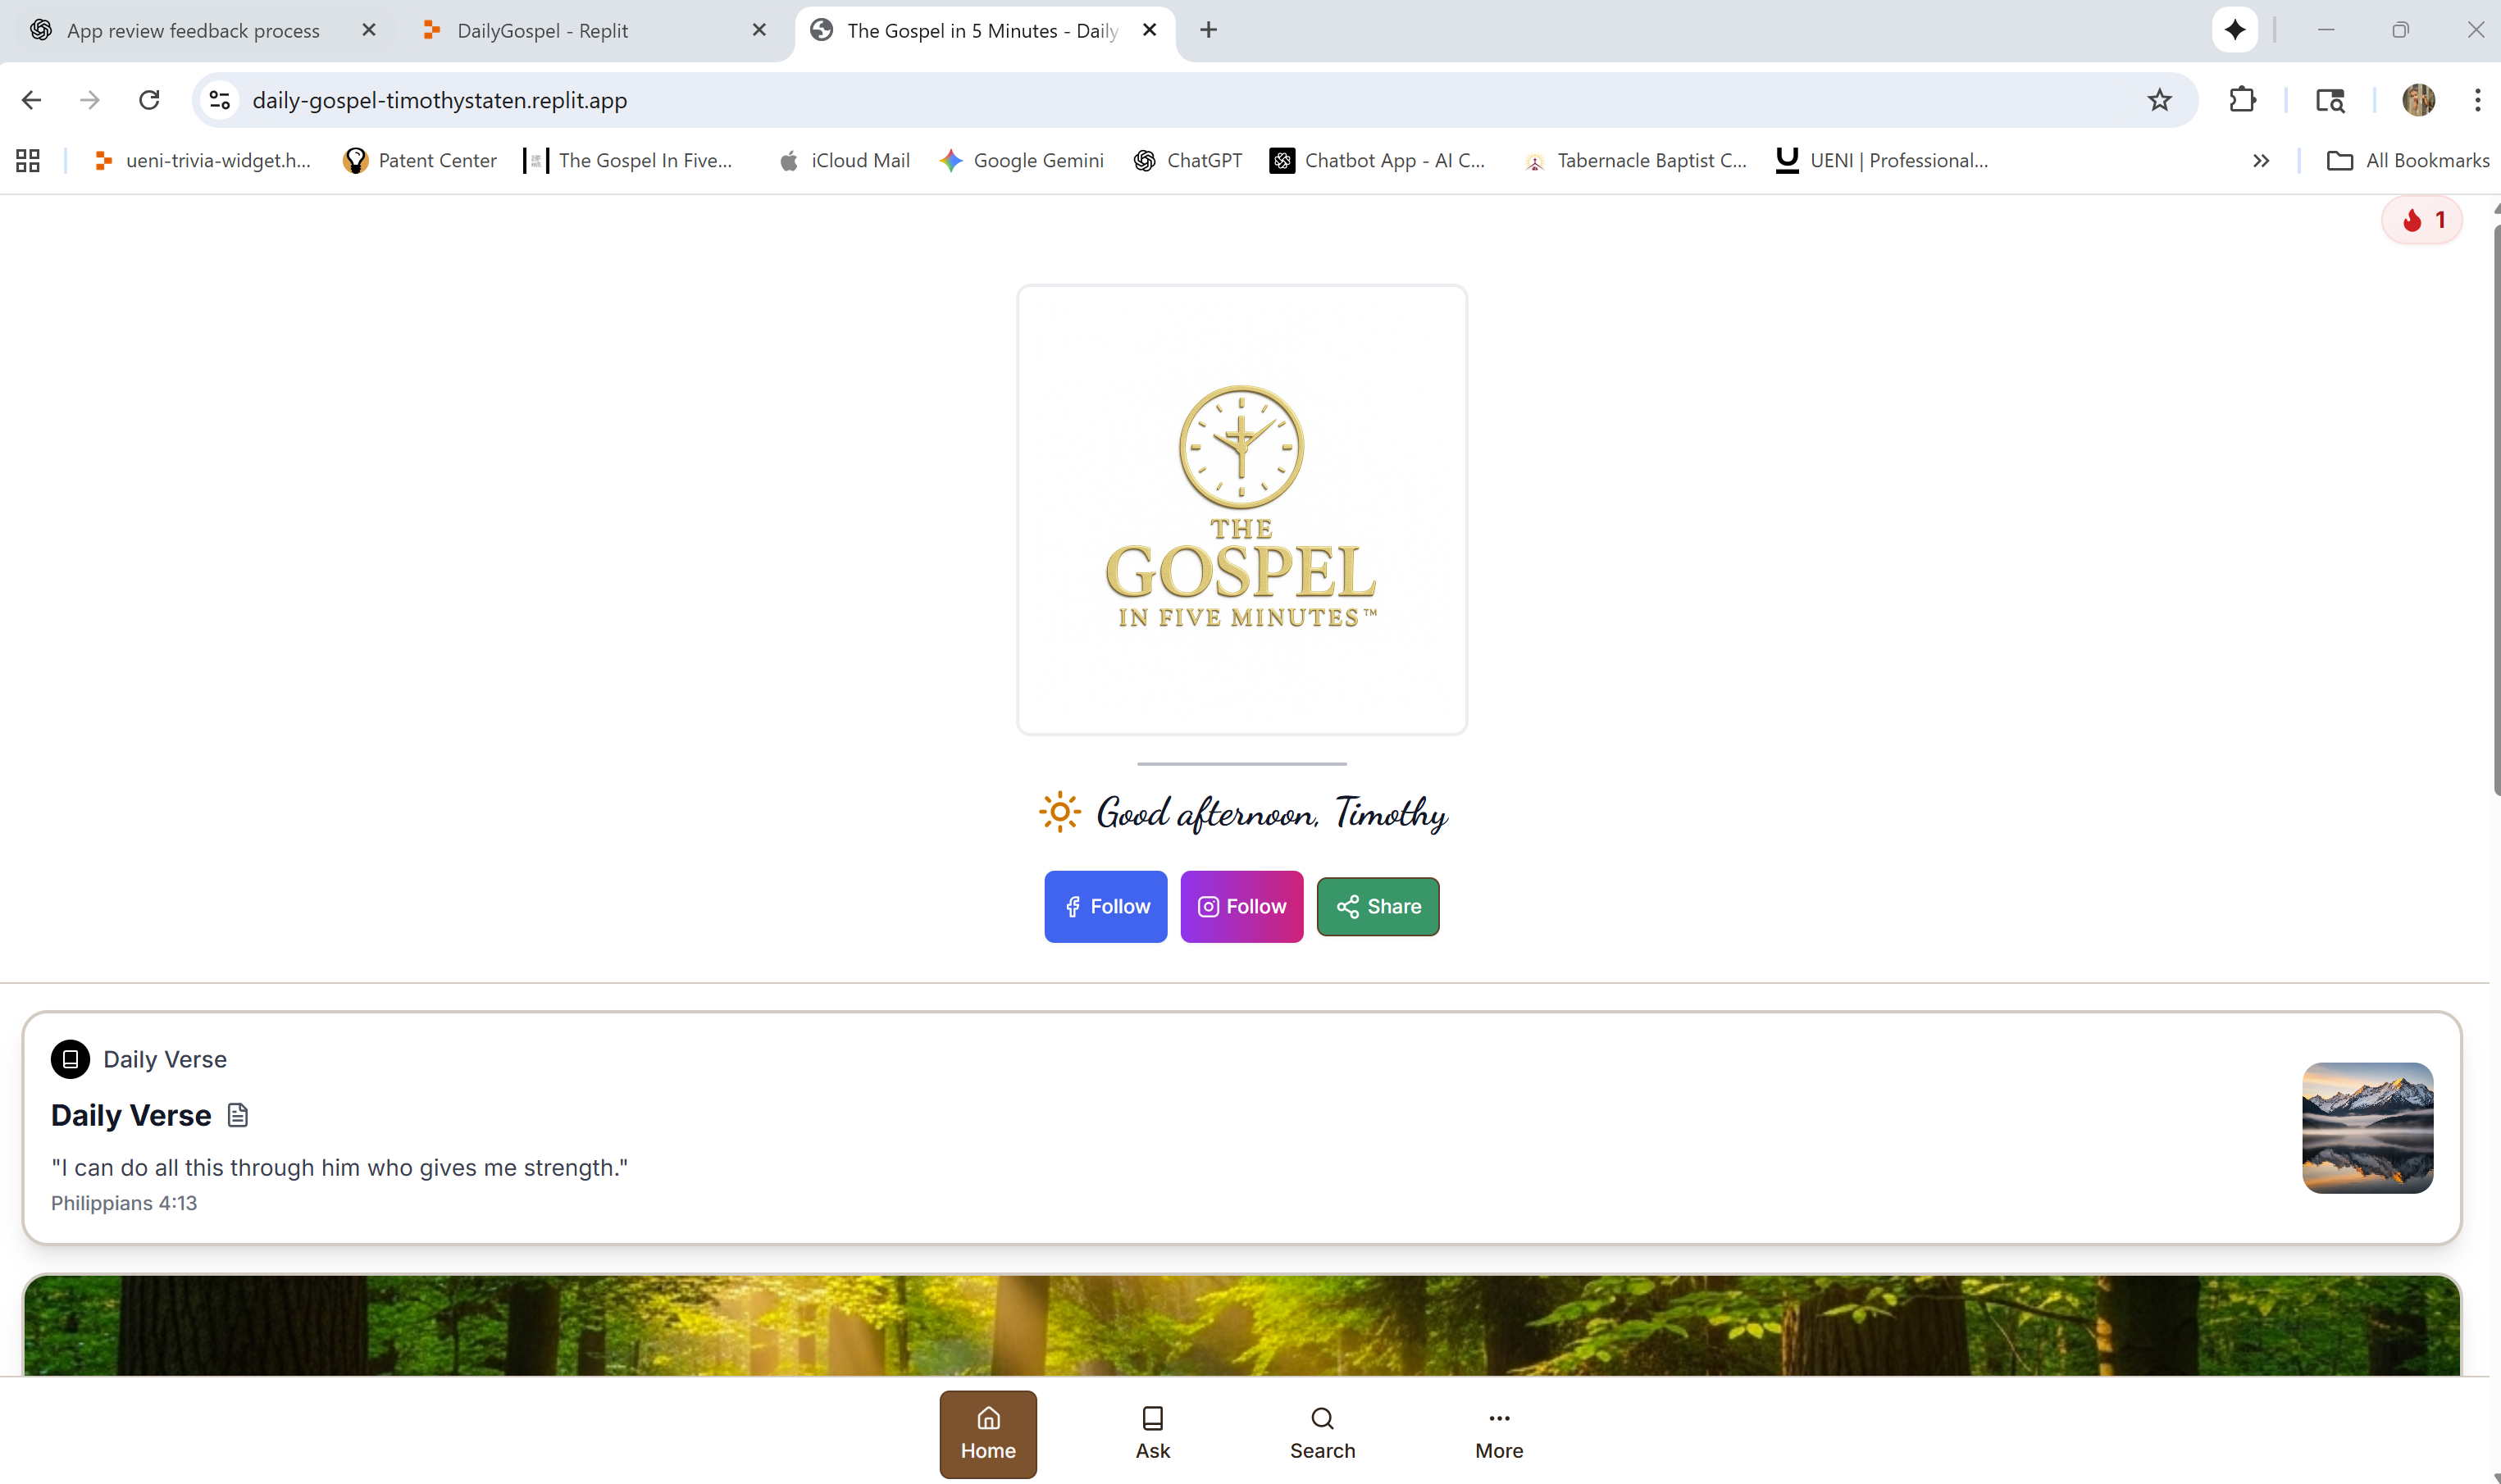 App review feedback process
DailyGospel - Replit
The Gospel in 5 Minutes - Daily
daily-gospel-timothystaten.replit.app
ueni-trivia-widget.h...
Patent Center
The Gospel In Five...
iCloud Mail
Google Gemini
ChatGPT
Chatbot App - AI C...
Tabernacle Baptist C...
UENI | Professional...
All Bookmarks
1
THE
GOSPEL
IN FIVE MINUTES™
Good afternoon, Timothy
Follow
Follow
Share
Daily Verse
Daily Verse
"I can do all this through him who gives me strength."
Philippians 4:13
Home
Ask
Search
More